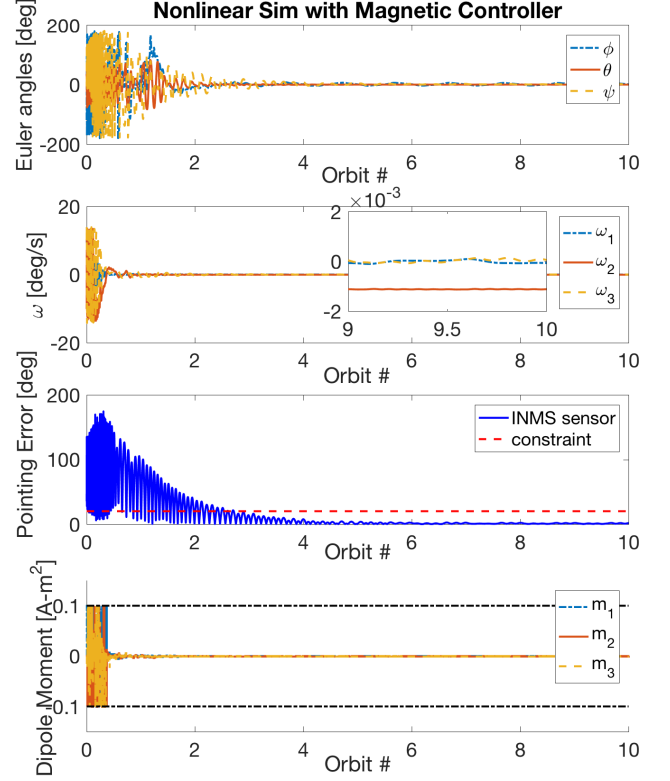 Nonlinear Sim with Magnetic Controller
Euler angles [deg]
200
0
-200
ϕ
θ
ψ
0 2 4 6 8 10
Orbit #
ω [deg/s]
20
0
-20
×10⁻³
2
0
-2
9 9.5 10
ω₁
ω₂
ω₃
0 2 4 6 8 10
Orbit #
Pointing Error [deg]
200
100
0
INMS sensor
constraint
0 2 4 6 8 10
Orbit #
Dipole Moment [A-m²]
0.1
0
-0.1
m₁
m₂
m₃
0 2 4 6 8 10
Orbit #